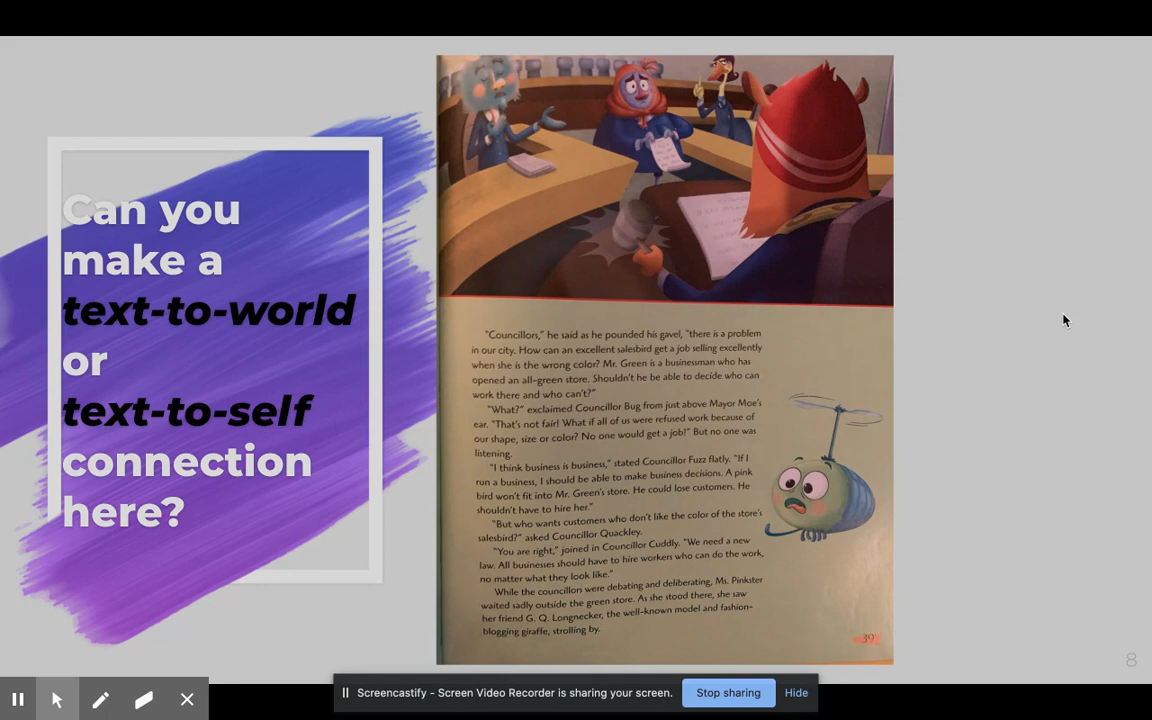 Can you
make a
text-to-world
or
text-to-self
connection
here?
"Councillors," he said as he pounded his gavel, "there is a problem
in our city. How can an excellent salesbird get a job selling excellently
when she is the wrong color? Mr. Green is a businessman who has
opened an all-green store. Shouldn't he be able to decide who can
work there and who can't?"
"What?" exclaimed Councillor Bug from just above Mayor Moe's
ear. "That's not fair! What if all of us were refused work because of
our shape, size or color? No one would get a job!" But no one was
listening.
"I think business is business," stated Councillor Fuzz flatly. "If I
run a business, I should be able to make business decisions. A pink
bird won't fit into Mr. Green's store. He could lose customers. He
shouldn't have to hire her."
"But who wants customers who don't like the color of the store's
salesbird?" asked Councillor Quackley.
"You are right," joined in Councillor Cuddly. "We need a new
law. All businesses should have to hire workers who can do the work,
no matter what they look like."
While the councillors were debating and deliberating, Ms. Pinkster
waited sadly outside the green store. As she stood there, she saw
her friend G. Q. Longnecker, the well-known model and fashion-
blogging giraffe, strolling by.
39
8
Screencastify - Screen Video Recorder is sharing your screen.
Stop sharing
Hide